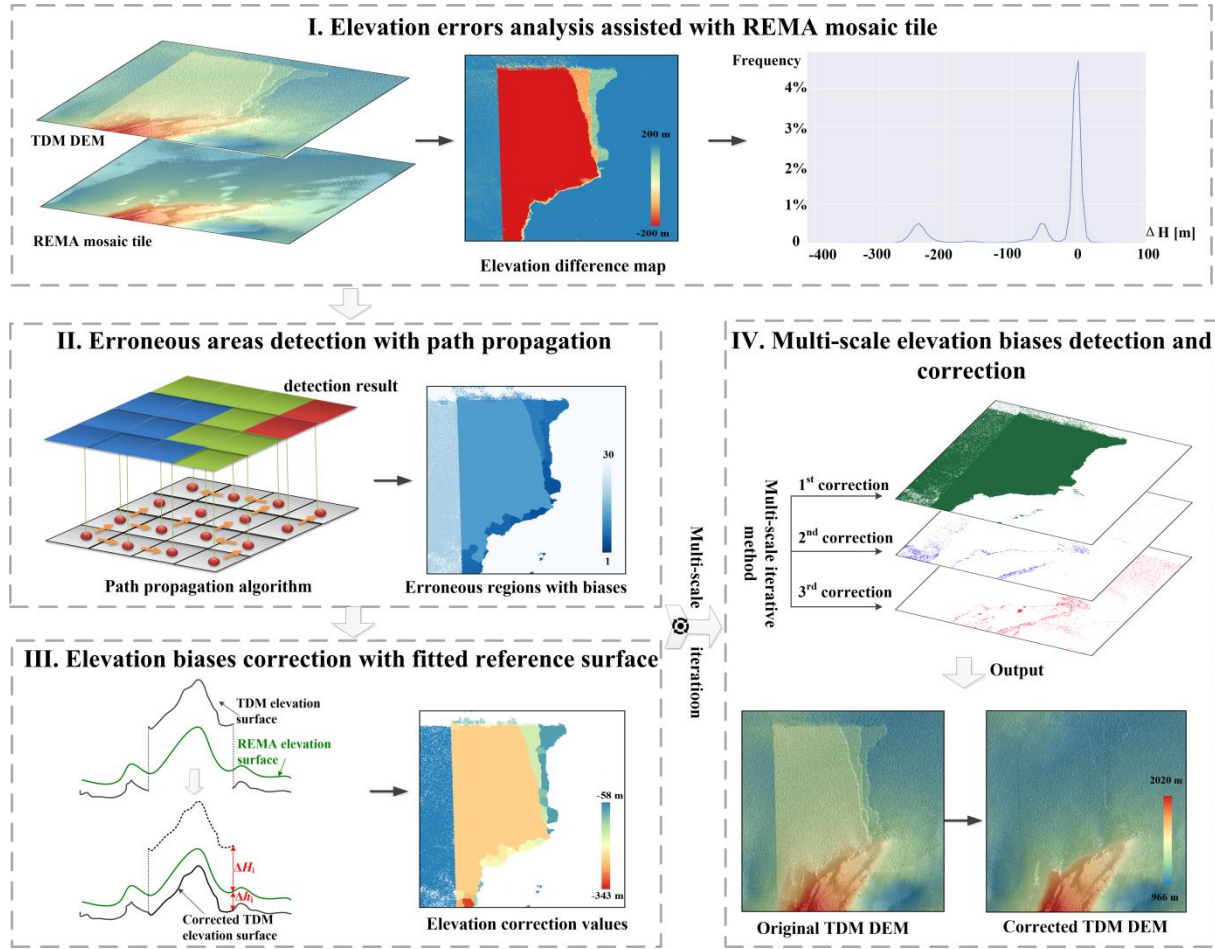 I. Elevation errors analysis assisted with REMA mosaic tile
TDM DEM
REMA mosaic tile
200 m
-200 m
Elevation difference map
Frequency
4%
3%
2%
1%
0
-400
-300
-200
-100
0
100
Δ H [m]
II. Erroneous areas detection with path propagation
detection result
Path propagation algorithm
30
1
Erroneous regions with biases
III. Elevation biases correction with fitted reference surface
TDM elevation
surface
REMA elevation
surface
ΔHi
Δhi
Corrected TDM
elevation surface
-58 m
-343 m
Elevation correction values
Multi-scale
iteratioon
IV. Multi-scale elevation biases detection and
correction
Multi-scale iterative
method
1st correction
2nd correction
3rd correction
Output
Original TDM DEM
2020 m
966 m
Corrected TDM DEM